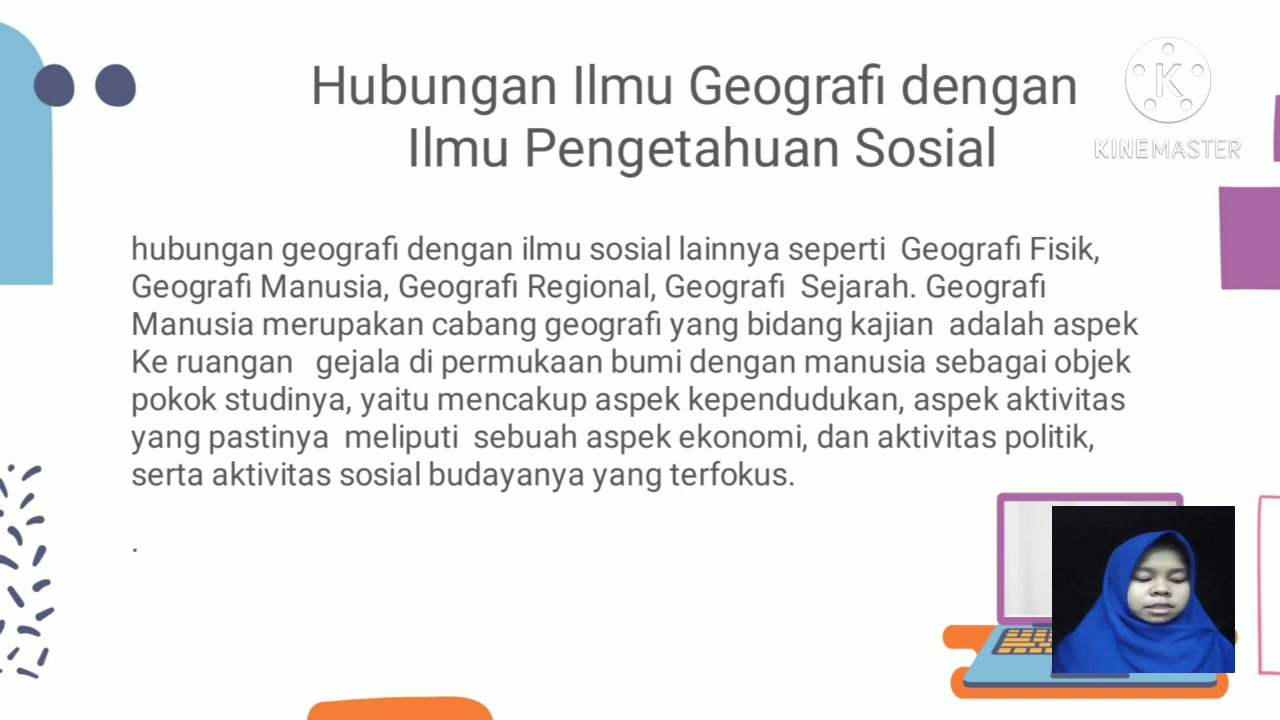 Hubungan Ilmu Geografi dengan
Ilmu Pengetahuan Sosial
K
KINEMASTER
hubungan geografi dengan ilmu sosial lainnya seperti  Geografi Fisik,
Geografi Manusia, Geografi Regional, Geografi  Sejarah. Geografi
Manusia merupakan cabang geografi yang bidang kajian  adalah aspek
Ke ruangan   gejala di permukaan bumi dengan manusia sebagai objek
pokok studinya, yaitu mencakup aspek kependudukan, aspek aktivitas
yang pastinya  meliputi  sebuah aspek ekonomi, dan aktivitas politik,
serta aktivitas sosial budayanya yang terfokus.
.